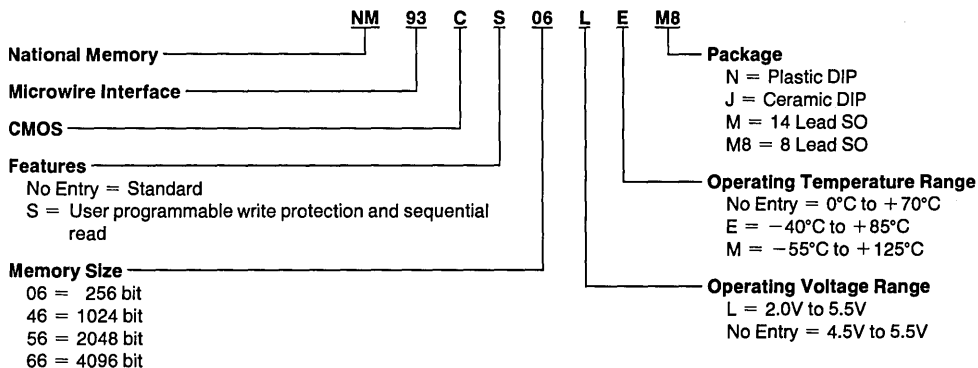 NM 93 C S 06 L E M8
National Memory
Microwire Interface
CMOS
Features
No Entry = Standard
S = User programmable write protection and sequential
read
Memory Size
06 = 256 bit
46 = 1024 bit
56 = 2048 bit
66 = 4096 bit
Package
N = Plastic DIP
J = Ceramic DIP
M = 14 Lead SO
M8 = 8 Lead SO
Operating Temperature Range
No Entry = 0°C to +70°C
E = −40°C to +85°C
M = −55°C to +125°C
Operating Voltage Range
L = 2.0V to 5.5V
No Entry = 4.5V to 5.5V